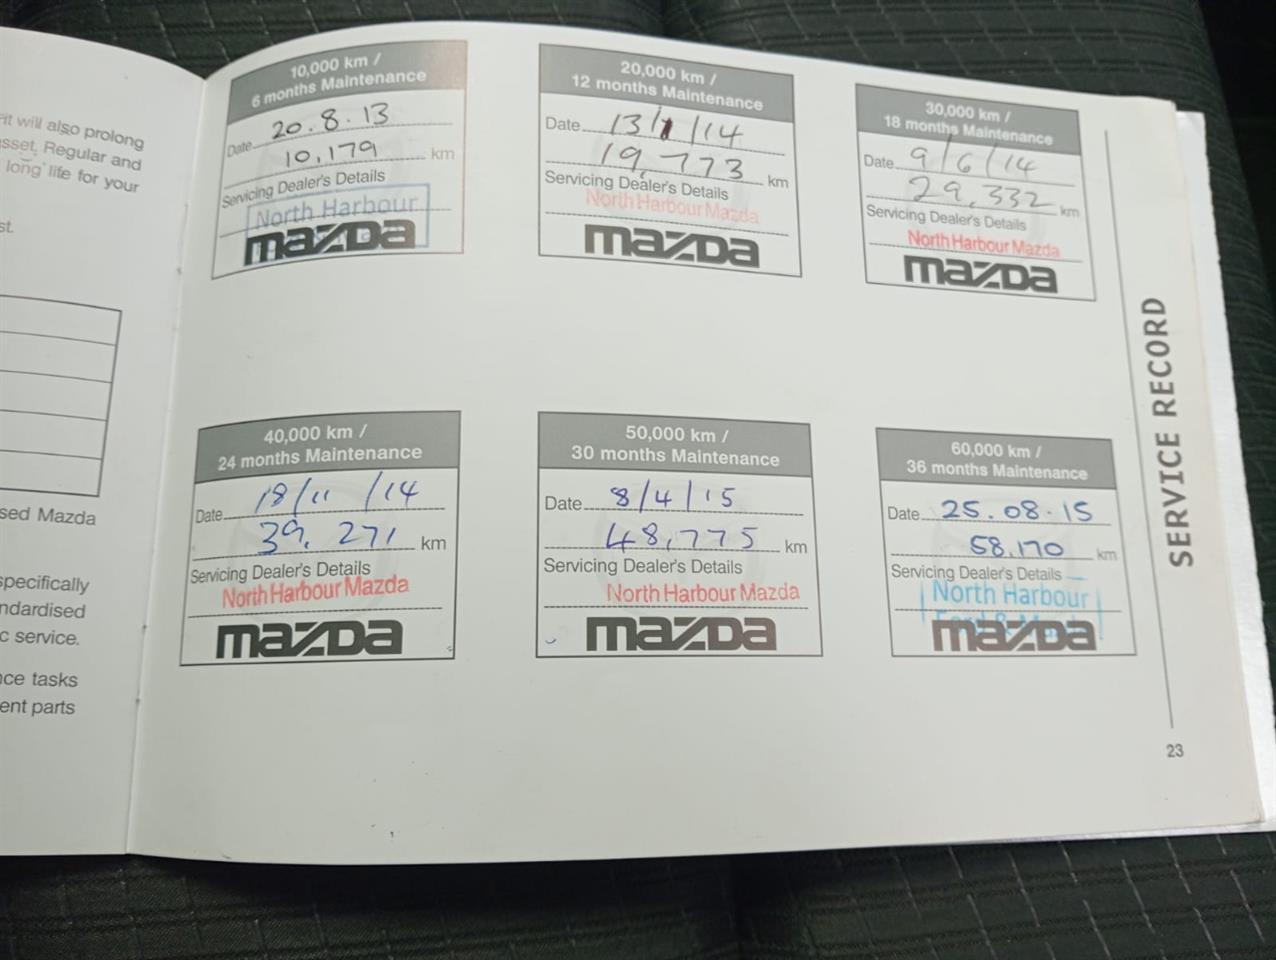 it will also prolong
asset. Regular and
long life for your
st.
sed Mazda
specifically
ndardised
c service.
nce tasks
ent parts
10,000 km /
6 months Maintenance
Date 20.8.13
10,179 km
Servicing Dealer's Details
North Harbour
mazda
20,000 km /
12 months Maintenance
Date 13/1/14
19,773 km
Servicing Dealer's Details
North Harbour Mazda
mazda
30,000 km /
18 months Maintenance
Date 9/6/14
29,332 km
Servicing Dealer's Details
North Harbour Mazda
mazda
40,000 km /
24 months Maintenance
Date 18/11/14
39,271 km
Servicing Dealer's Details
North Harbour Mazda
mazda
50,000 km /
30 months Maintenance
Date 8/4/15
48,775 km
Servicing Dealer's Details
North Harbour Mazda
mazda
60,000 km /
36 months Maintenance
Date 25.08.15
58,170 km
Servicing Dealer's Details
North Harbour
mazda
SERVICE RECORD
23